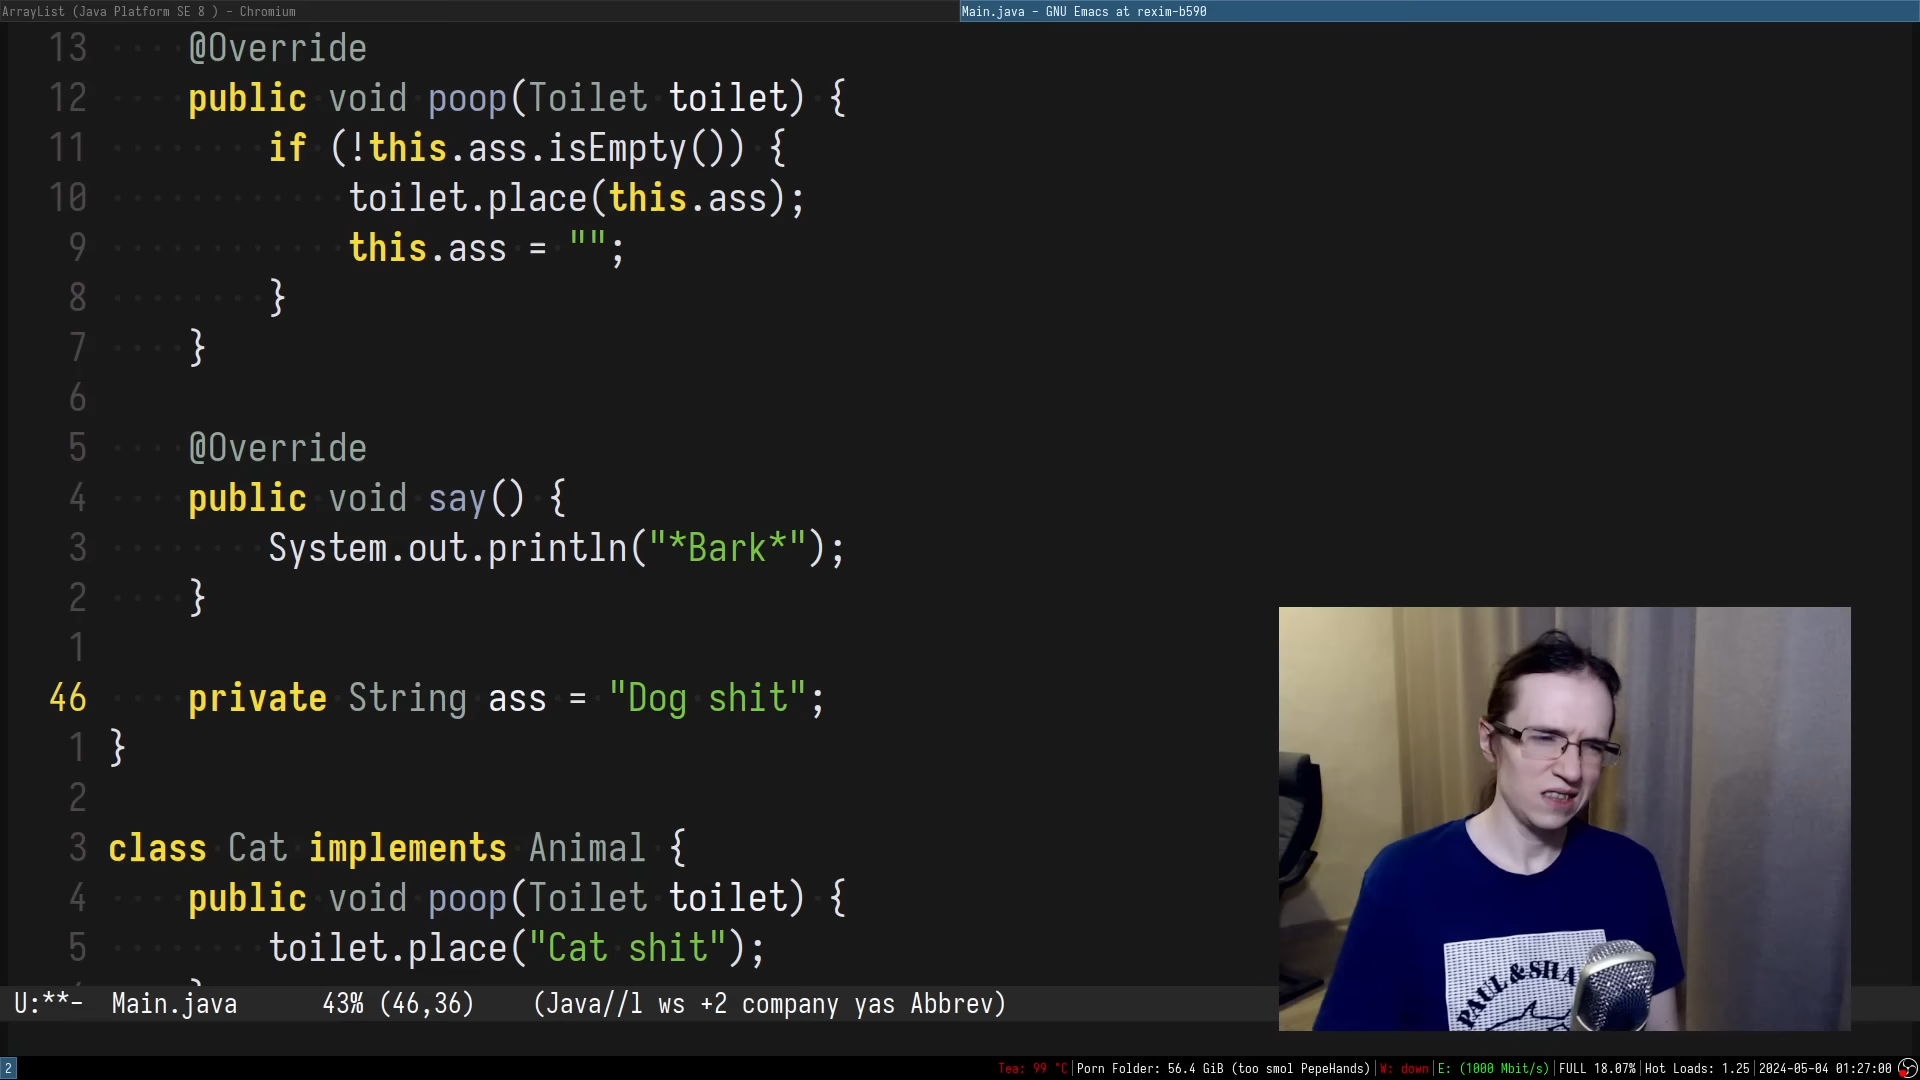 ArrayList (Java Platform SE 8 ) - Chromium
Main.java - GNU Emacs at rexim-b590
13 @Override
12 public void poop(Toilet toilet) {
11 if (!this.ass.isEmpty()) {
10 toilet.place(this.ass);
9 this.ass = "";
8 }
7 }
6
5 @Override
4 public void say() {
3 System.out.println("*Bark*");
2 }
1
46 private String ass = "Dog shit";
1 }
2
3 class Cat implements Animal {
4 public void poop(Toilet toilet) {
5 toilet.place("Cat shit");
U:**- Main.java 43% (46,36) (Java//l ws +2 company yas Abbrev)
PAUL & SHA
2
Tea: 99 °C|Porn Folder: 56.4 GiB (too smol PepeHands)|W: down|E: (1000 Mbit/s)|FULL 18.07%|Hot Loads: 1.25|2024-05-04 01:27:00